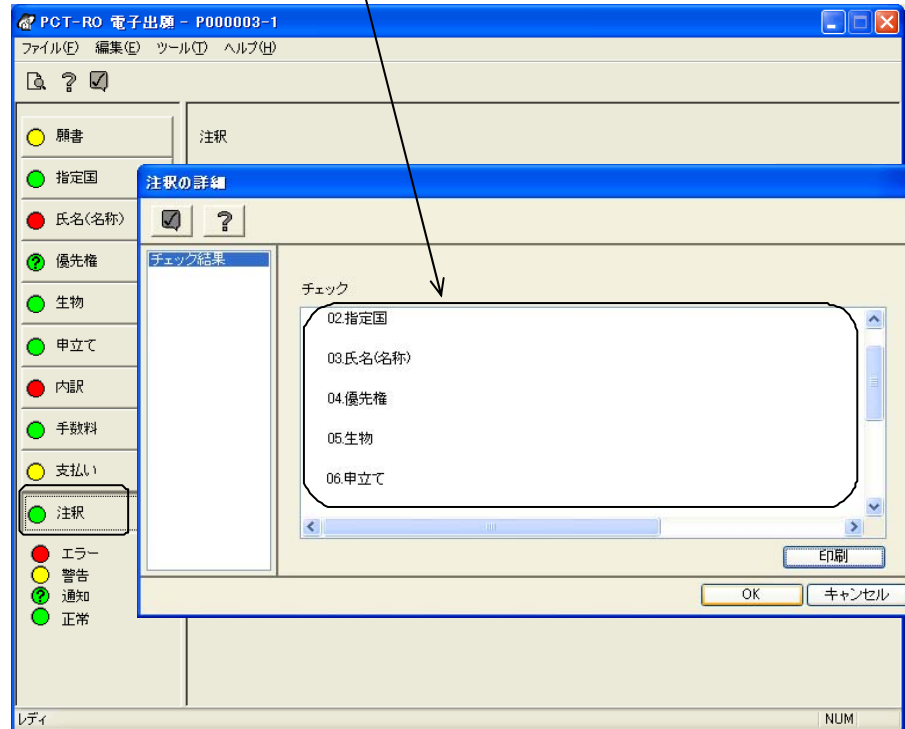 PCT-RO 電子出願 - P000003-1
ファイル(F) 編集(E) ツール(T) ヘルプ(H)
願書
注釈
指定国
注釈の詳細
氏名(名称)
優先権
チェック結果
チェック
生物
02.指定国
申立て
03.氏名(名称)
内訳
04.優先権
手数料
05.生物
支払い
06.申立て
注釈
エラー
印刷
警告
通知
OK キャンセル
正常
レディ NUM